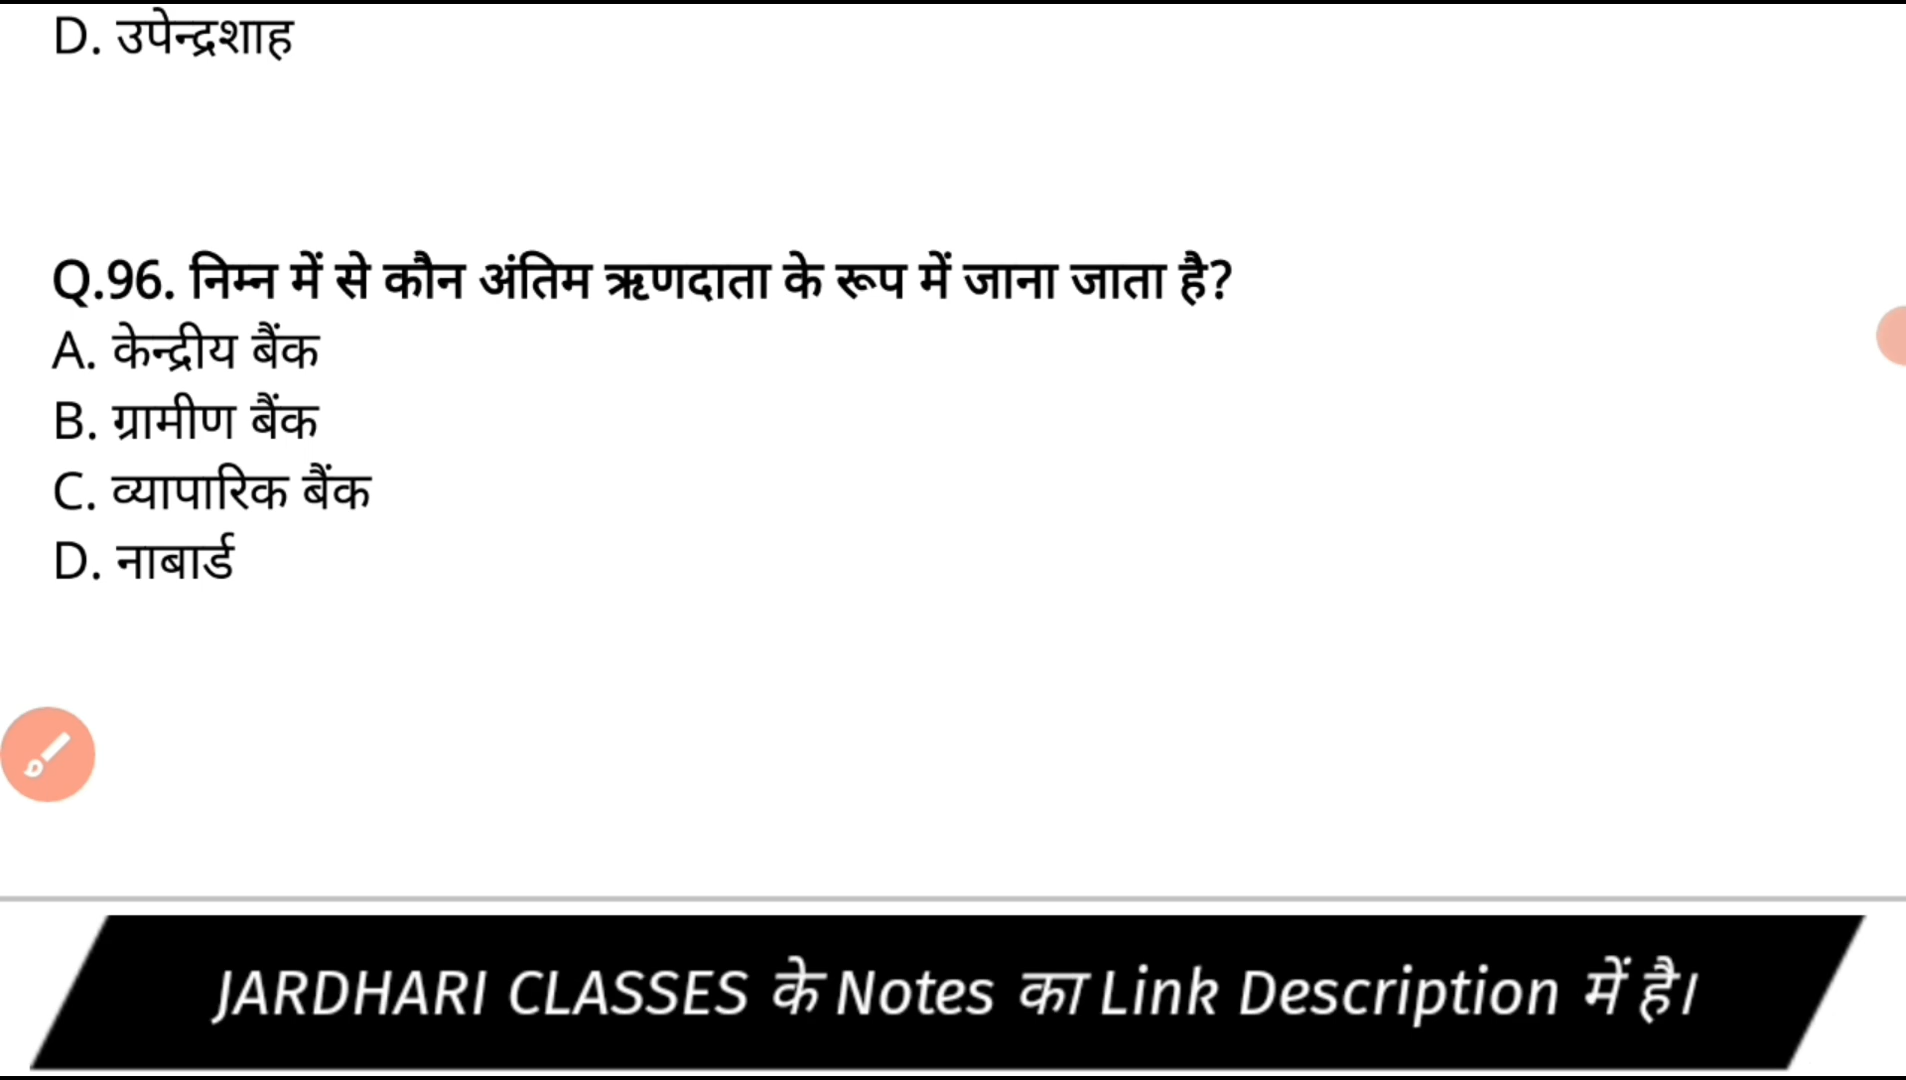 D. उपेन्द्रशाह
Q.96. निम्न में से कौन अंतिम ऋणदाता के रूप में जाना जाता है?
A. केन्द्रीय बैंक
B. ग्रामीण बैंक
C. व्यापारिक बैंक
D. नाबार्ड
JARDHARI CLASSES के Notes का Link Description में है।